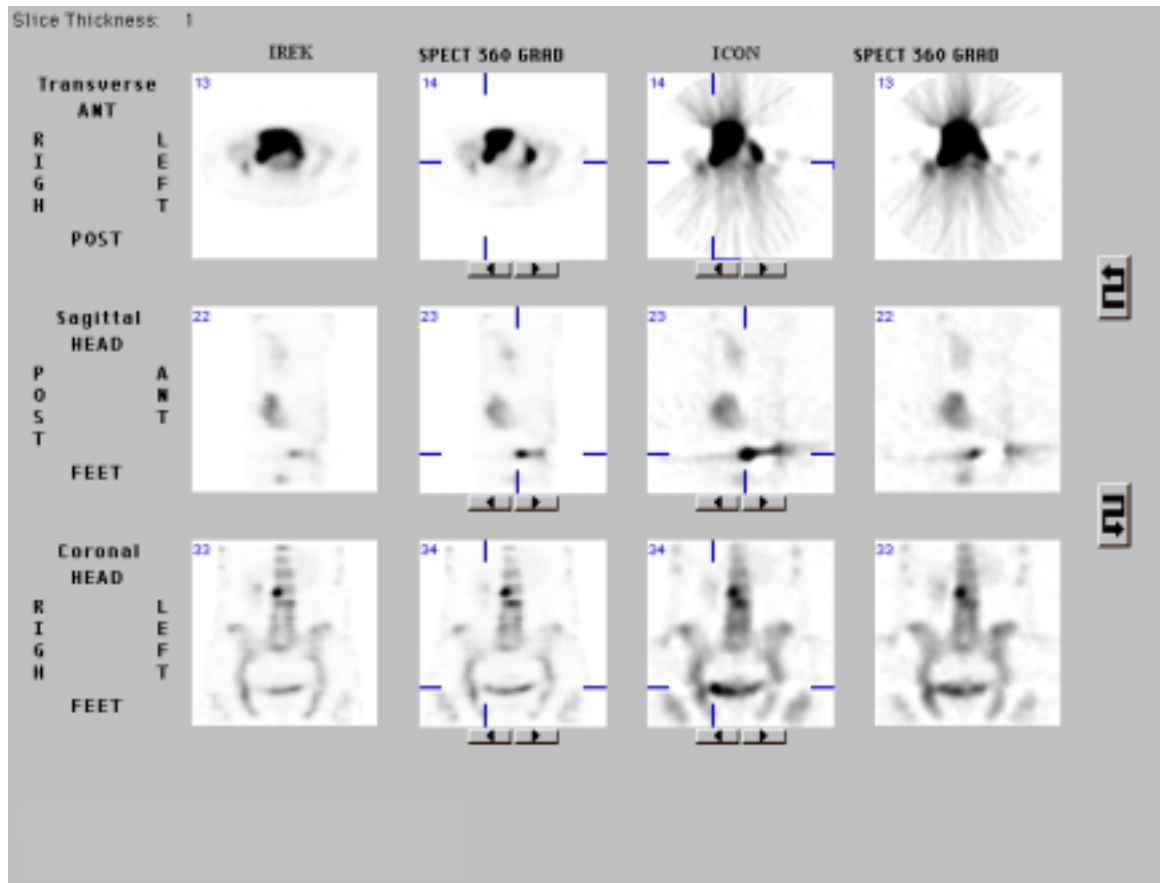 Slice Thickness: 1
IREK SPECT 360 GRAD ICON SPECT 360 GRAD
Transverse
ANT
RIGH LEFT
POST
13 14 14 13
Sagittal
HEAD
POST ANT
FEET
22 23 23 22
Coronal
HEAD
RIGH LEFT
FEET
33 34 34 33